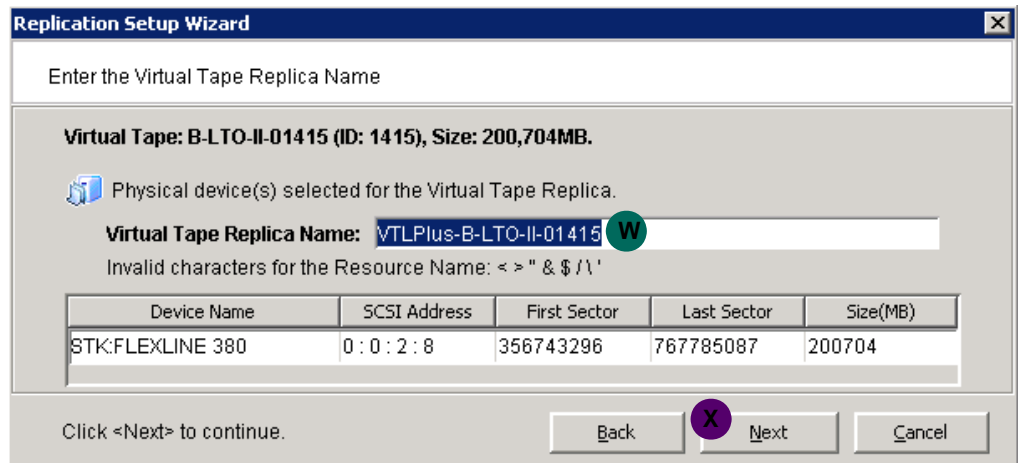 Replication Setup Wizard
Enter the Virtual Tape Replica Name
Virtual Tape: B-LTO-II-01415 (ID: 1415), Size: 200,704MB.
Physical device(s) selected for the Virtual Tape Replica.
Virtual Tape Replica Name: VTLPlus-B-LTO-II-01415 W
Invalid characters for the Resource Name: < > " & $ / \ '
Device Name SCSI Address First Sector Last Sector Size(MB)
STK:FLEXLINE 380 0 : 0 : 2 : 8 356743296 767785087 200704
Click <Next> to continue. Back X Next Cancel